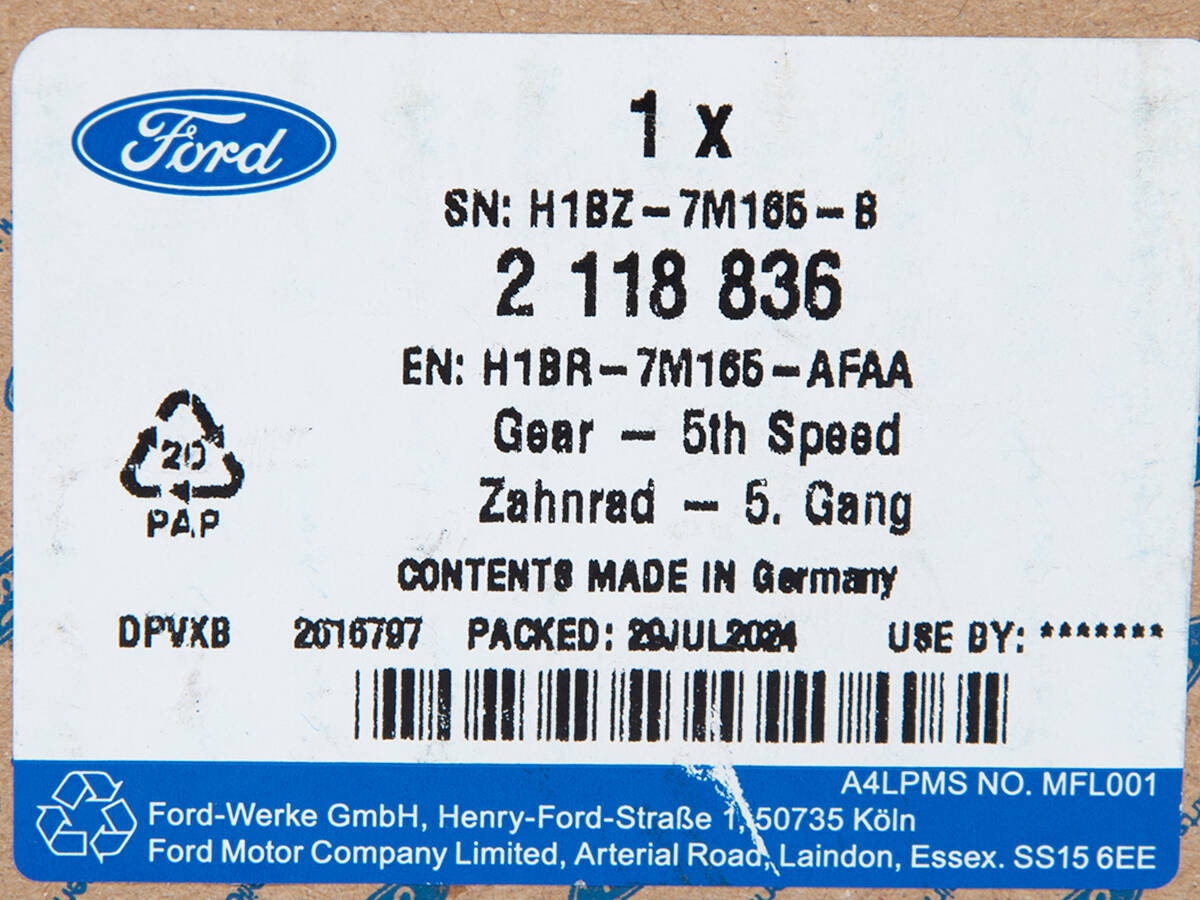 Ford
1 x
SN: H1BZ-7M165-B
2 118 836
EN: H1BR-7M165-AFAA
Gear - 5th Speed
Zahnrad - 5. Gang
20
PAP
CONTENTS MADE IN Germany
DPVXB 2616797 PACKED: 29JUL2024 USE BY: *******
A4LPMS NO. MFL001
Ford-Werke GmbH, Henry-Ford-Straße 1, 50735 Köln
Ford Motor Company Limited, Arterial Road, Laindon, Essex. SS15 6EE